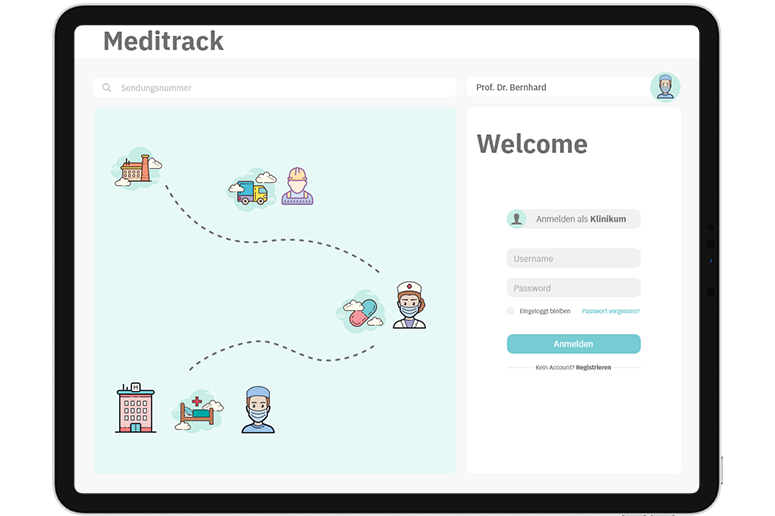 Meditrack
Sendungsnummer
Prof. Dr. Bernhard
Welcome
Anmelden als Klinikum
Username
Password
Eingeloggt bleiben
Passwort vergessen?
Anmelden
Kein Account? Registrieren
H